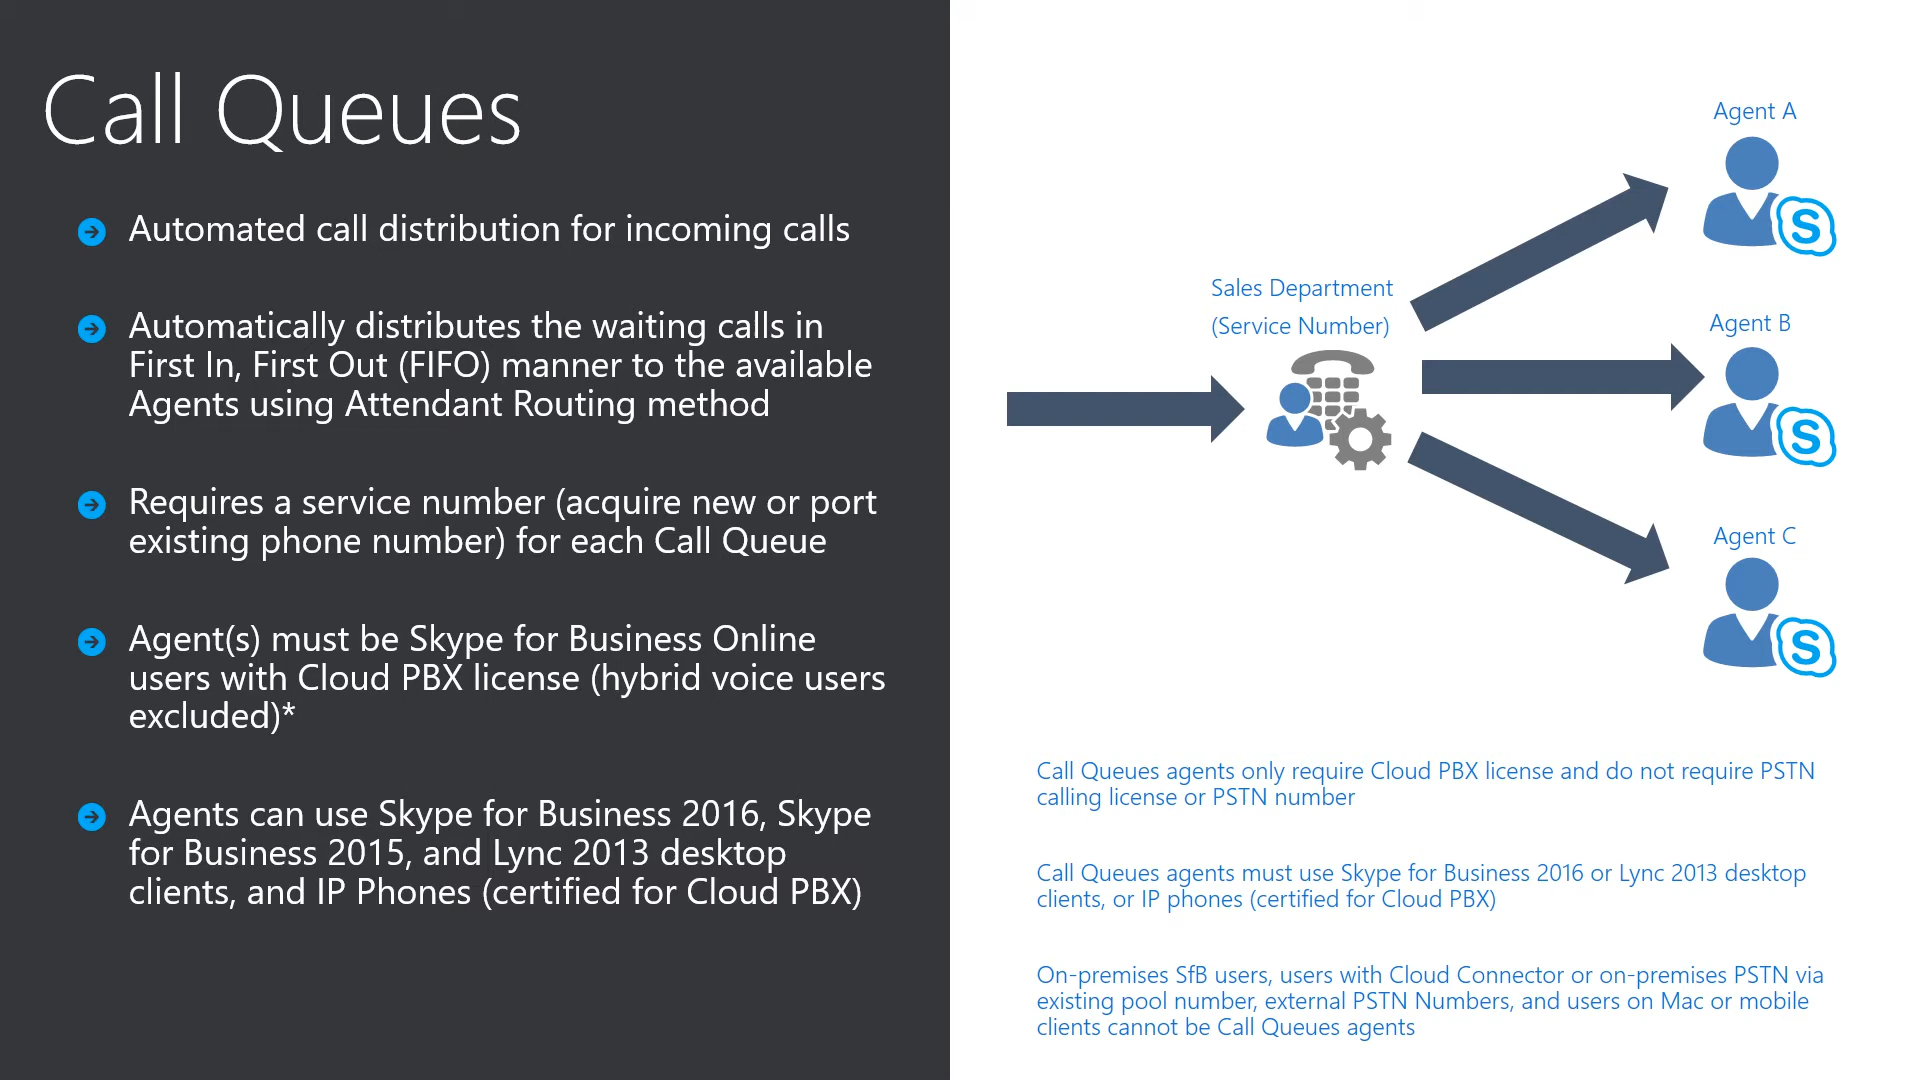 Call Queues
Automated call distribution for incoming calls
Automatically distributes the waiting calls in
First In, First Out (FIFO) manner to the available
Agents using Attendant Routing method
Requires a service number (acquire new or port
existing phone number) for each Call Queue
Agent(s) must be Skype for Business Online
users with Cloud PBX license (hybrid voice users
excluded)*
Agents can use Skype for Business 2016, Skype
for Business 2015, and Lync 2013 desktop
clients, and IP Phones (certified for Cloud PBX)
Agent A
Sales Department
(Service Number)
Agent B
Agent C
Call Queues agents only require Cloud PBX license and do not require PSTN
calling license or PSTN number
Call Queues agents must use Skype for Business 2016 or Lync 2013 desktop
clients, or IP phones (certified for Cloud PBX)
On-premises SfB users, users with Cloud Connector or on-premises PSTN via
existing pool number, external PSTN Numbers, and users on Mac or mobile
clients cannot be Call Queues agents